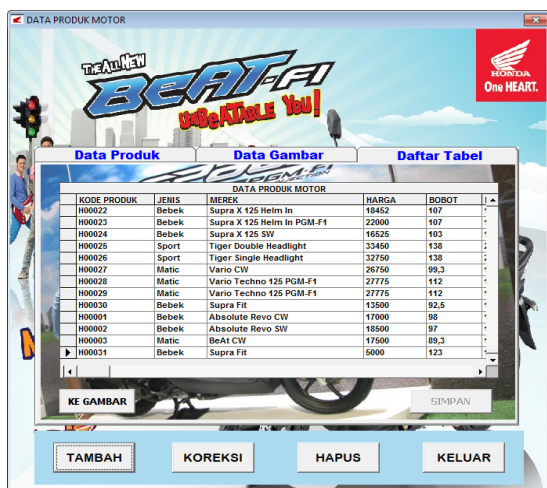 DATA PRODUK MOTOR
The All New
BeAT-FI
UnBeATable You!
HONDA
One HEART.
Data Produk Data Gambar Daftar Tabel
PGM-FI
DATA PRODUK MOTOR
KODE PRODUK JENIS MEREK HARGA BOBOT
H00022 Bebek Supra X 125 Helm In 18452 107
H00023 Bebek Supra X 125 Helm In PGM-F1 22000 107
H00024 Bebek Supra X 125 SW 16525 103
H00025 Sport Tiger Double Headlight 33450 138
H00026 Sport Tiger Single Headlight 32750 138
H00027 Matic Vario CW 26750 99,3
H00028 Matic Vario Techno 125 PGM-F1 27775 112
H00029 Matic Vario Techno 125 PGM-F1 27775 112
H00030 Bebek Supra Fit 13500 92,5
H00001 Bebek Absolute Revo CW 17000 98
H00002 Bebek Absolute Revo SW 18500 97
H00003 Matic BeAt CW 17500 89,3
H00031 Bebek Supra Fit 5000 123
KE GAMBAR SIMPAN
TAMBAH KOREKSI HAPUS KELUAR